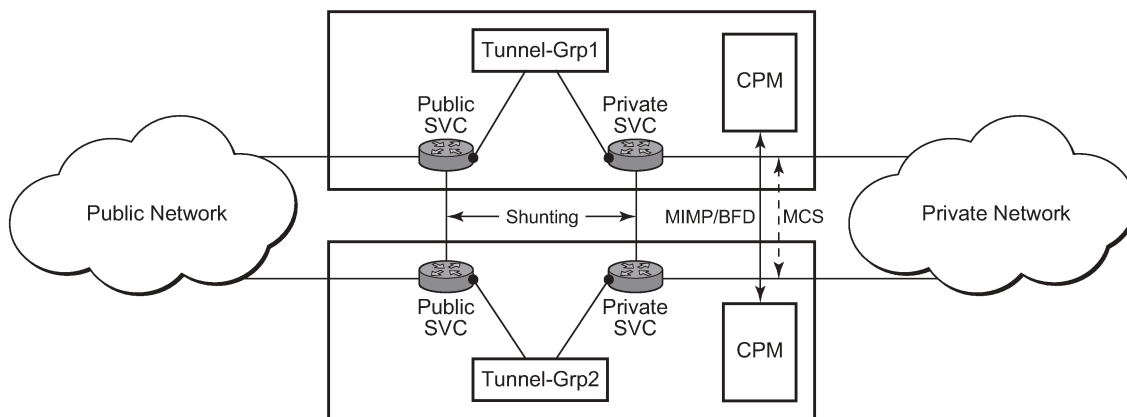 Tunnel-Grp1
CPM
Public
SVC
Private
SVC
Public Network
Shunting
MIMP/BFD
MCS
Private Network
Public
SVC
Private
SVC
CPM
Tunnel-Grp2